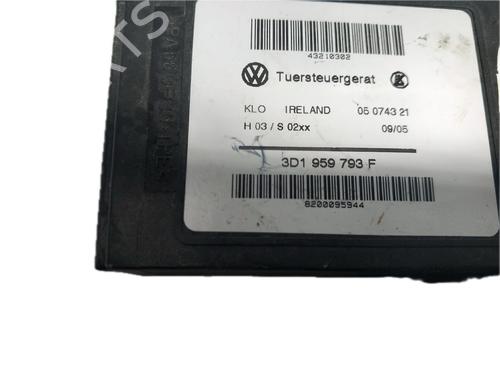 43210302
Tuersteuergerat
KLO IRELAND 05 0743 21
H 03 / S 02xx 09/05
3D1 959 793 F
8200095944